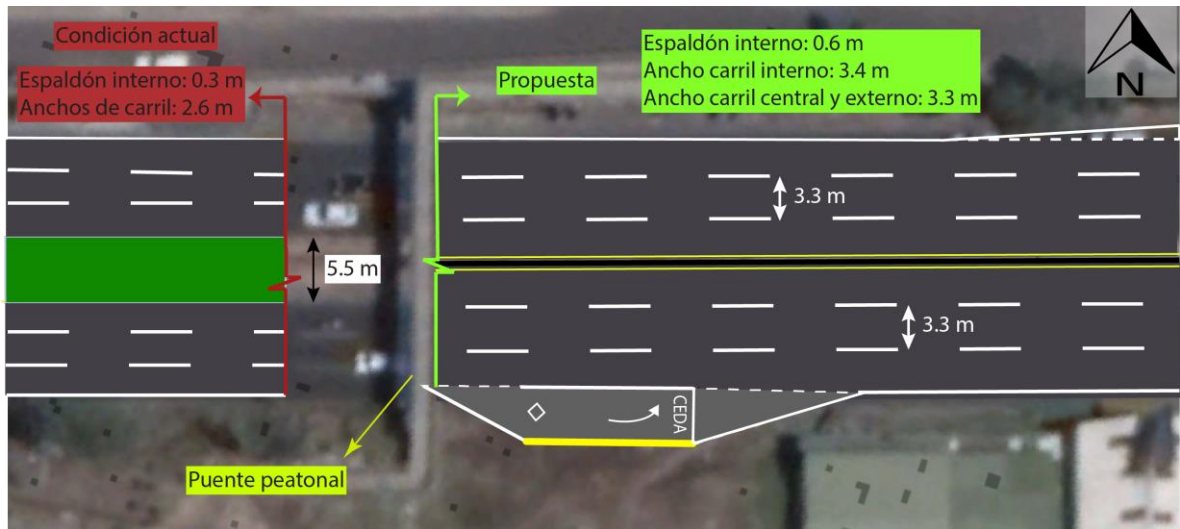 Condición actual
Espaldón interno: 0.3 m
Anchos de carril: 2.6 m
Propuesta
Espaldón interno: 0.6 m
Ancho carril interno: 3.4 m
Ancho carril central y externo: 3.3 m
N
3.3 m
5.5 m
3.3 m
CEDA
Puente peatonal